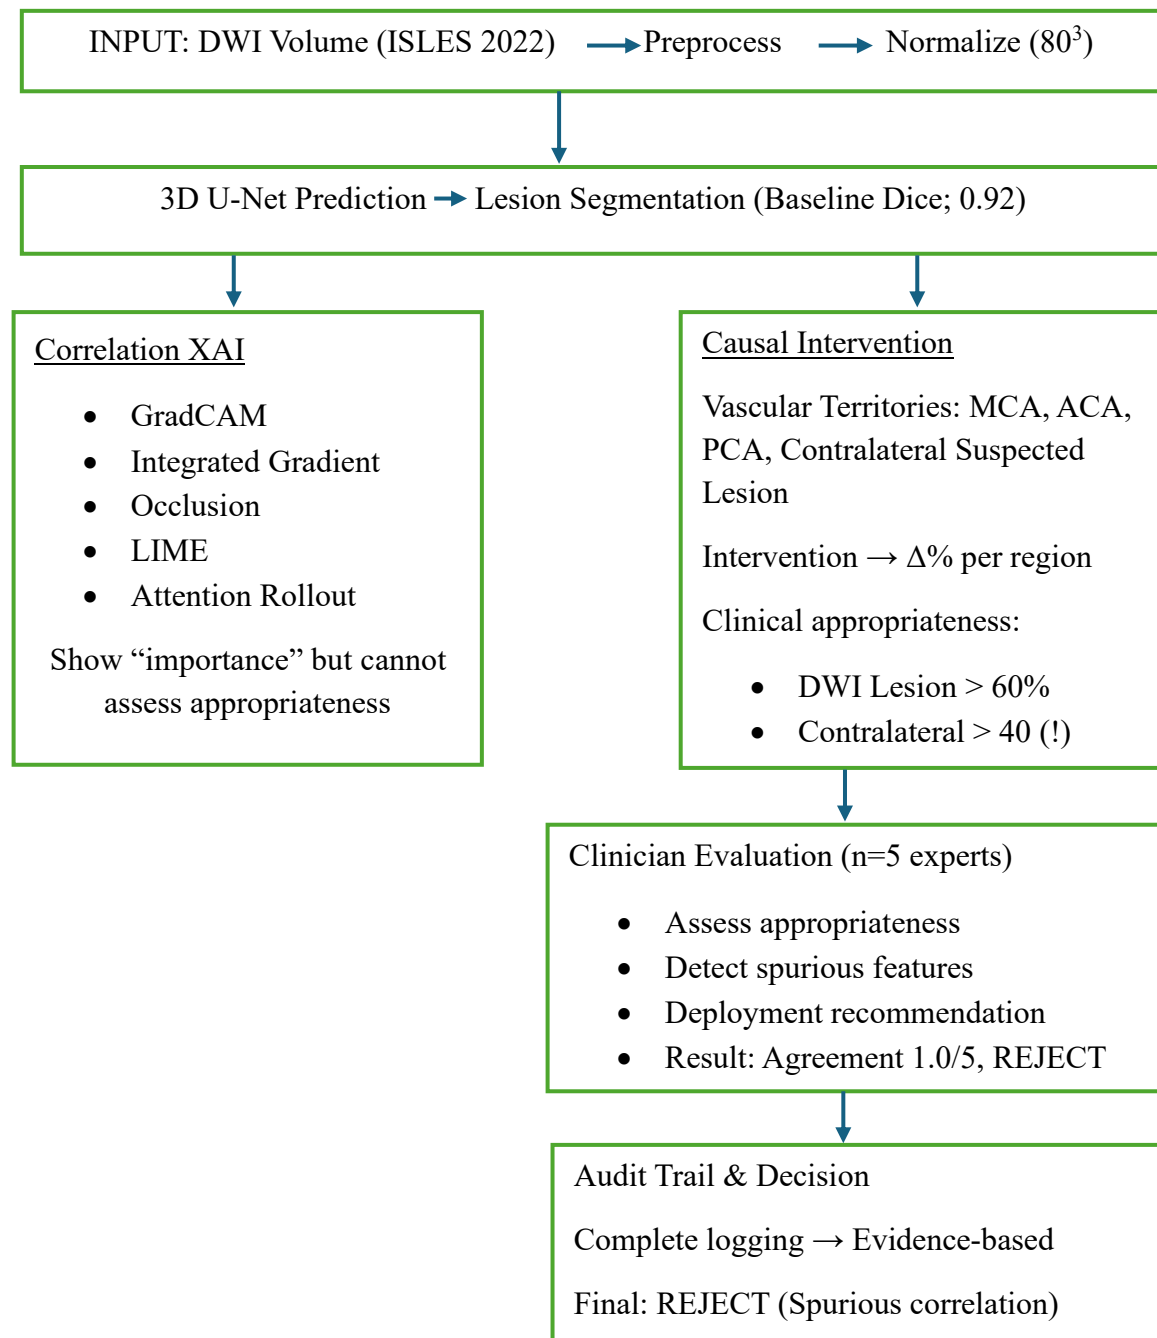 INPUT: DWI Volume (ISLES 2022) → Preprocess → Normalize (80³)
3D U-Net Prediction → Lesion Segmentation (Baseline Dice; 0.92)
Correlation XAI
• GradCAM
• Integrated Gradient
• Occlusion
• LIME
• Attention Rollout
Show “importance” but cannot
assess appropriateness
Causal Intervention
Vascular Territories: MCA, ACA,
PCA, Contralateral Suspected
Lesion
Intervention → Δ% per region
Clinical appropriateness:
• DWI Lesion > 60%
• Contralateral > 40 (!)
Clinician Evaluation (n=5 experts)
• Assess appropriateness
• Detect spurious features
• Deployment recommendation
• Result: Agreement 1.0/5, REJECT
Audit Trail & Decision
Complete logging → Evidence-based
Final: REJECT (Spurious correlation)